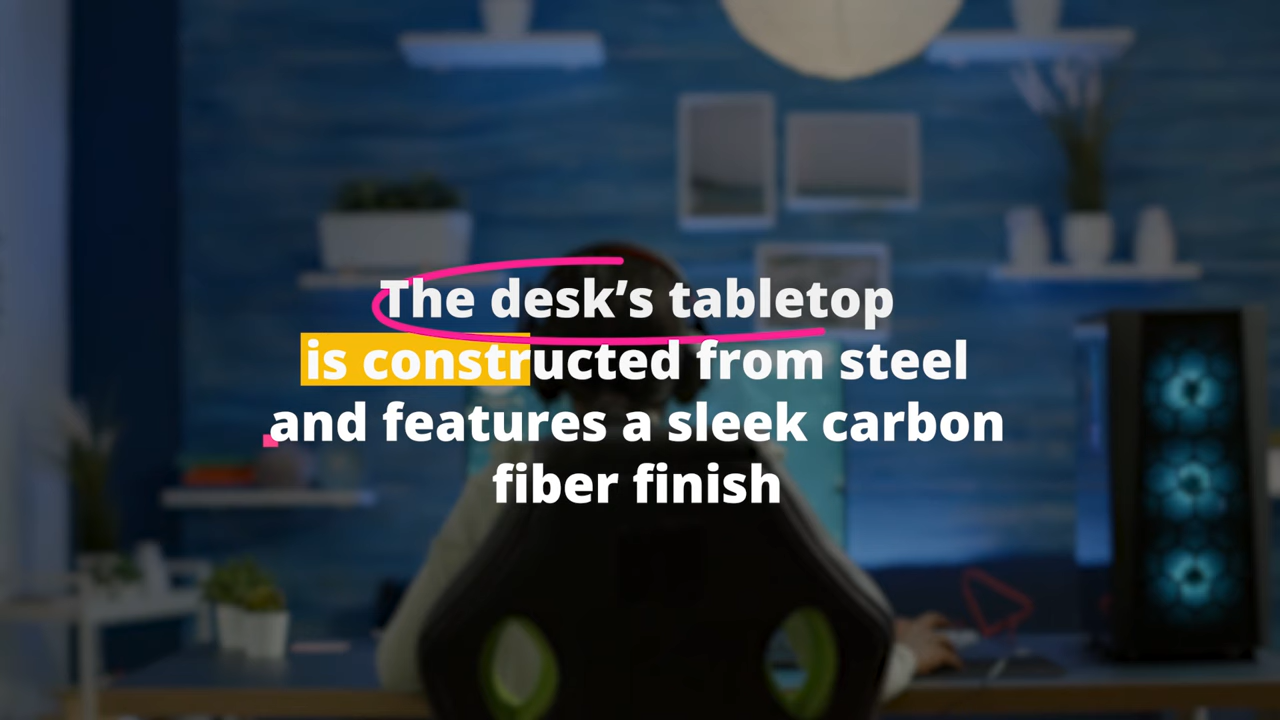 The desk’s tabletop
is constructed from steel
and features a sleek carbon
fiber finish